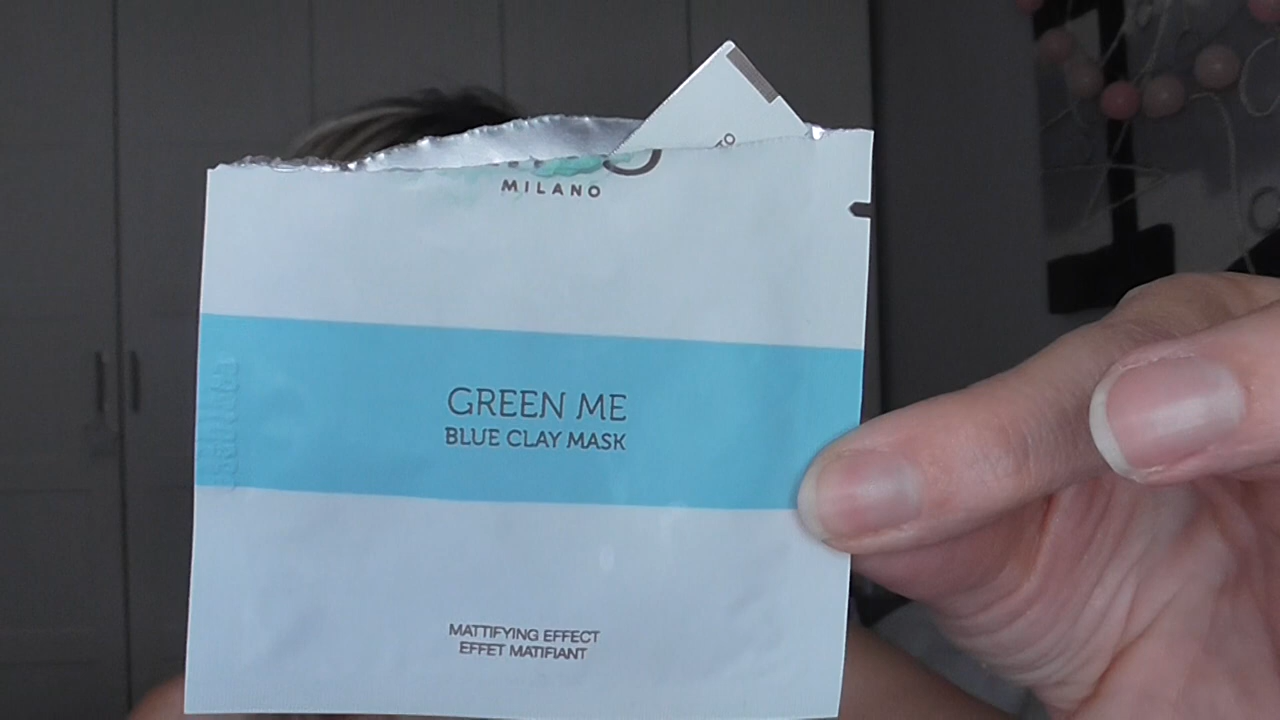 MILANO
GREEN ME
BLUE CLAY MASK
MATTIFYING EFFECT
EFFET MATIFIANT